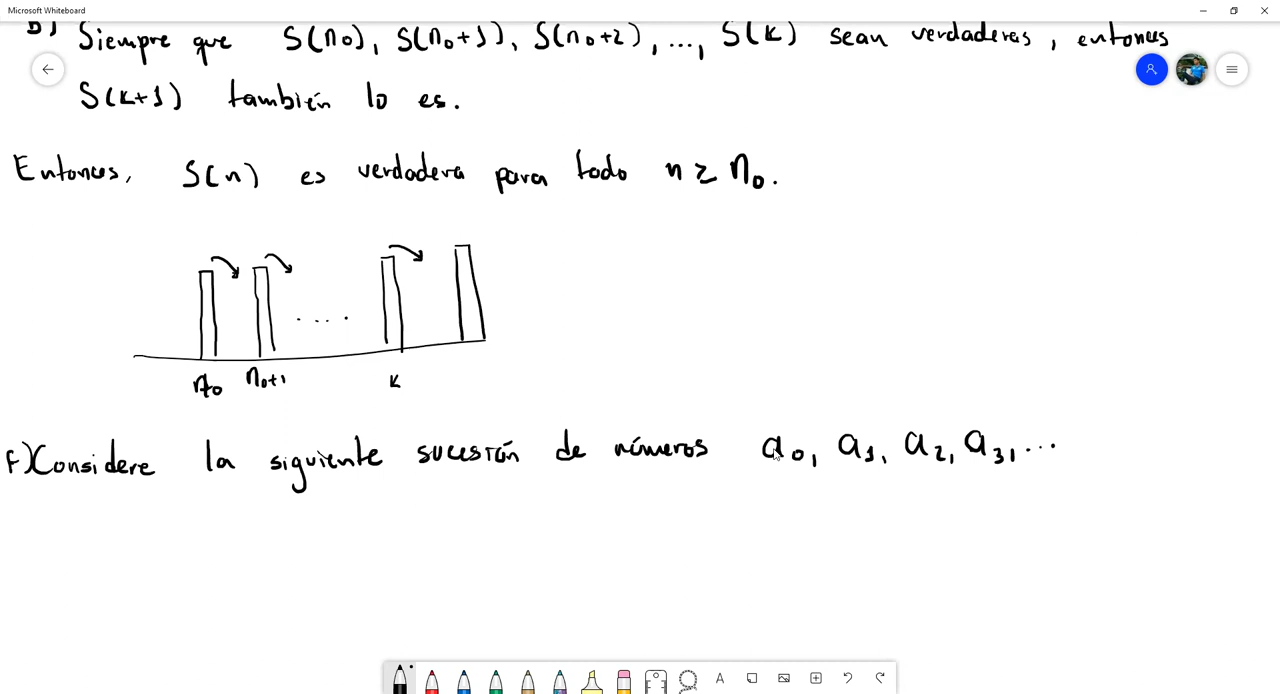 Microsoft Whiteboard
b) Siempre que S(n₀), S(n₀+1), S(n₀+2), ..., S(k) sean verdaderas, entonces
S(k+1) también lo es.
Entonces, S(n) es verdadera para todo n ≥ n₀.
n₀ n₀+1 k
F) Considere la siguiente sucesión de números a₀, a₁, a₂, a₃, ...
A